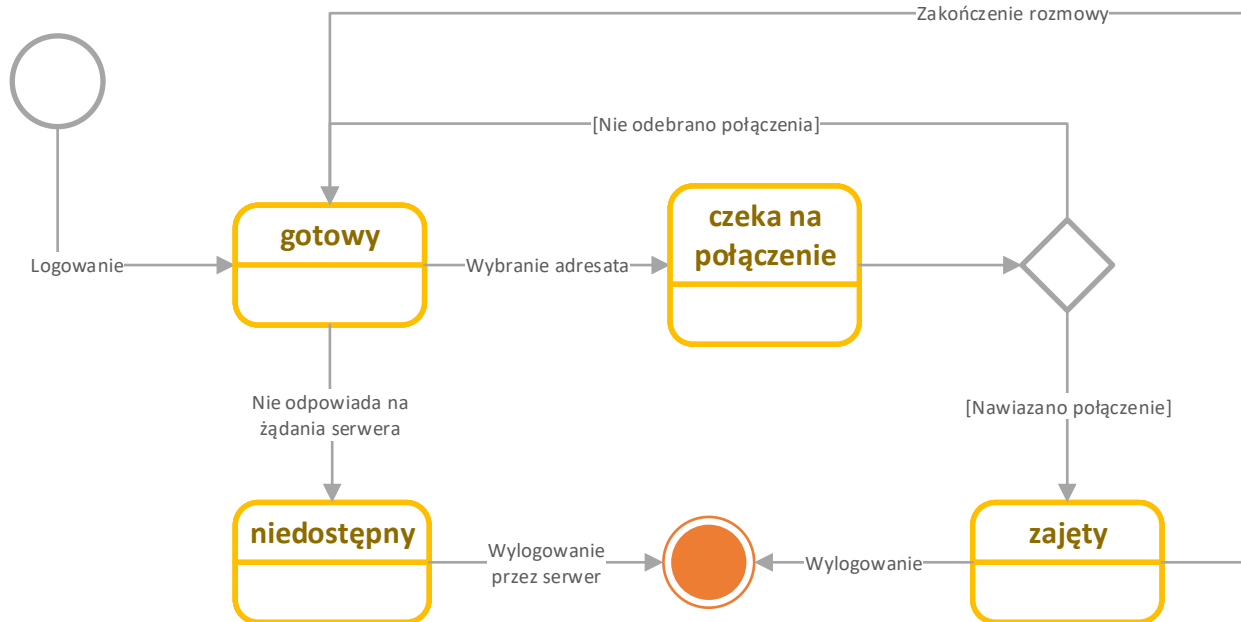 Zakończenie rozmowy
[Nie odebrano połączenia]
gotowy
czeka na
połączenie
Logowanie
Wybranie adresata
Nie odpowiada na
żądania serwera
[Nawiazano połączenie]
niedostępny
Wylogowanie
przez serwer
Wylogowanie
zajęty